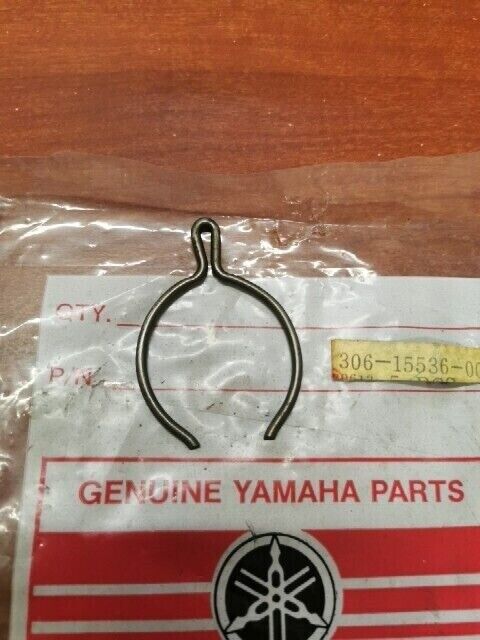 QTY.
306-15536-00
P/N.
GENUINE YAMAHA PARTS